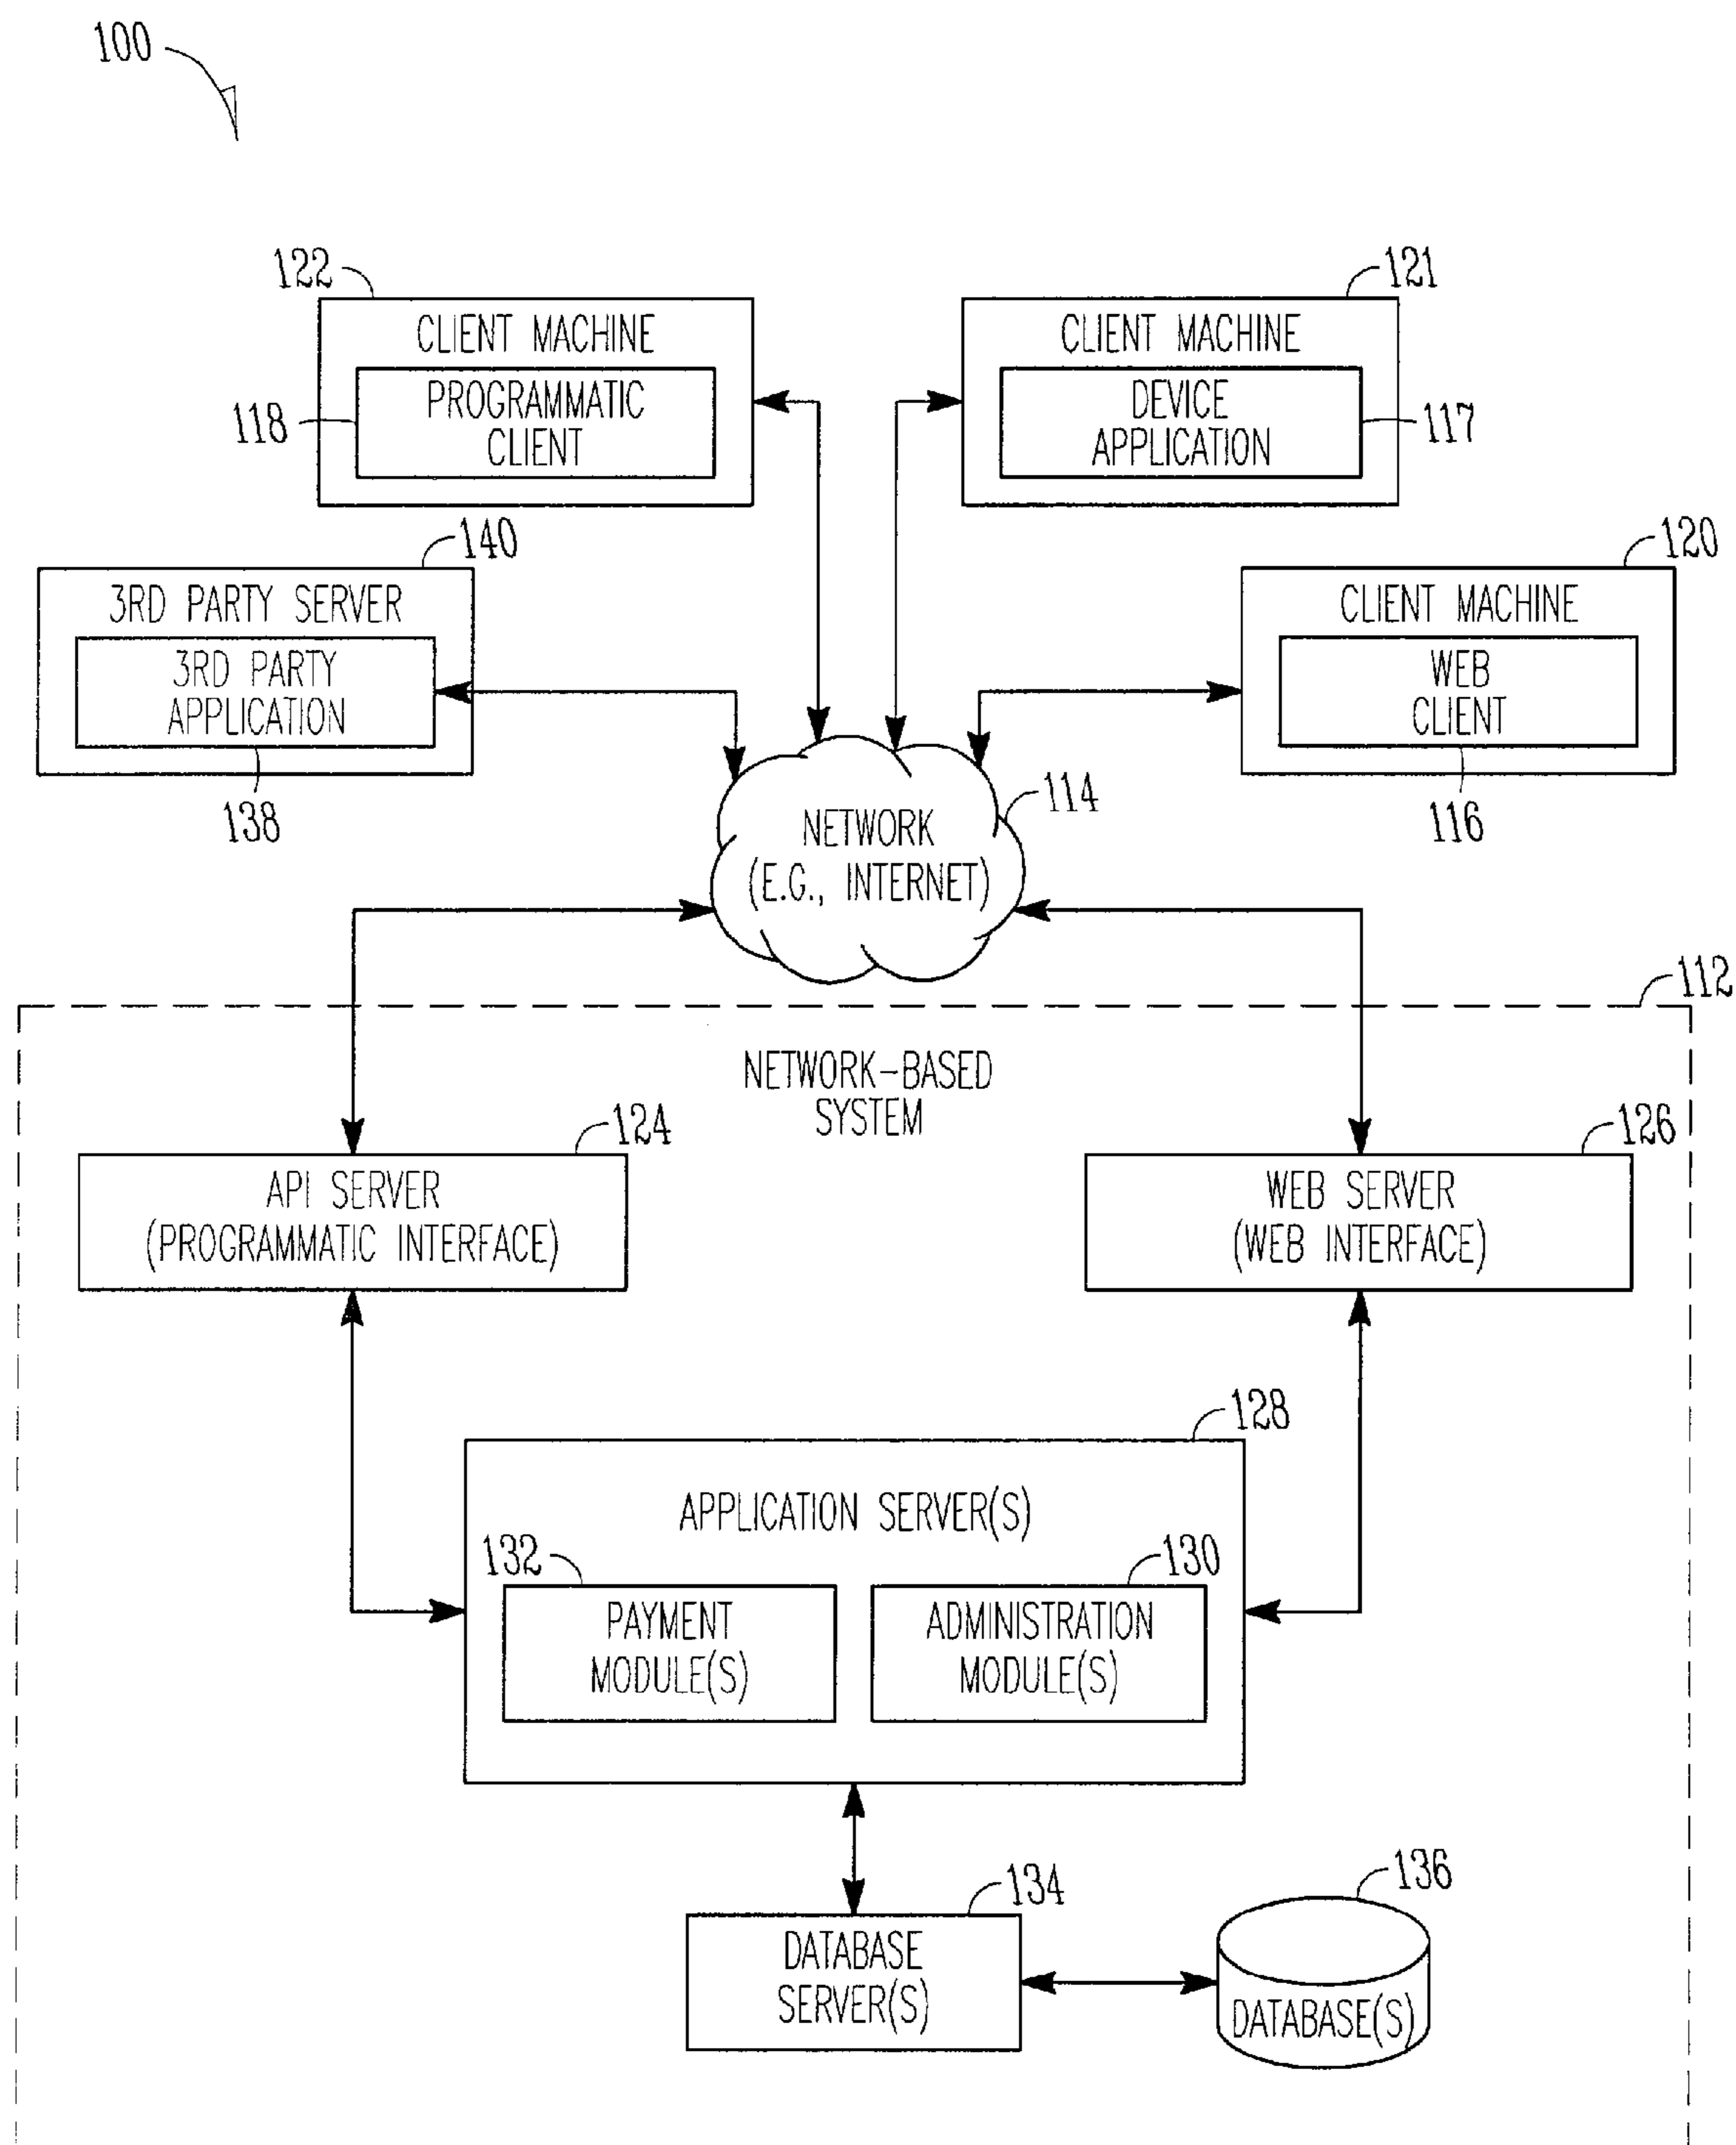 100
122
121
CLIENT MACHINE
CLIENT MACHINE
118
PROGRAMMATIC
CLIENT
DEVICE
APPLICATION
117
140
120
3RD PARTY SERVER
CLIENT MACHINE
3RD PARTY
APPLICATION
WEB
CLIENT
138
116
114
NETWORK
(E.G., INTERNET)
112
NETWORK-BASED
SYSTEM
124
126
API SERVER
(PROGRAMMATIC INTERFACE)
WEB SERVER
(WEB INTERFACE)
128
APPLICATION SERVER(S)
132
130
PAYMENT
MODULE(S)
ADMINISTRATION
MODULE(S)
134
136
DATABASE
SERVER(S)
DATABASE(S)